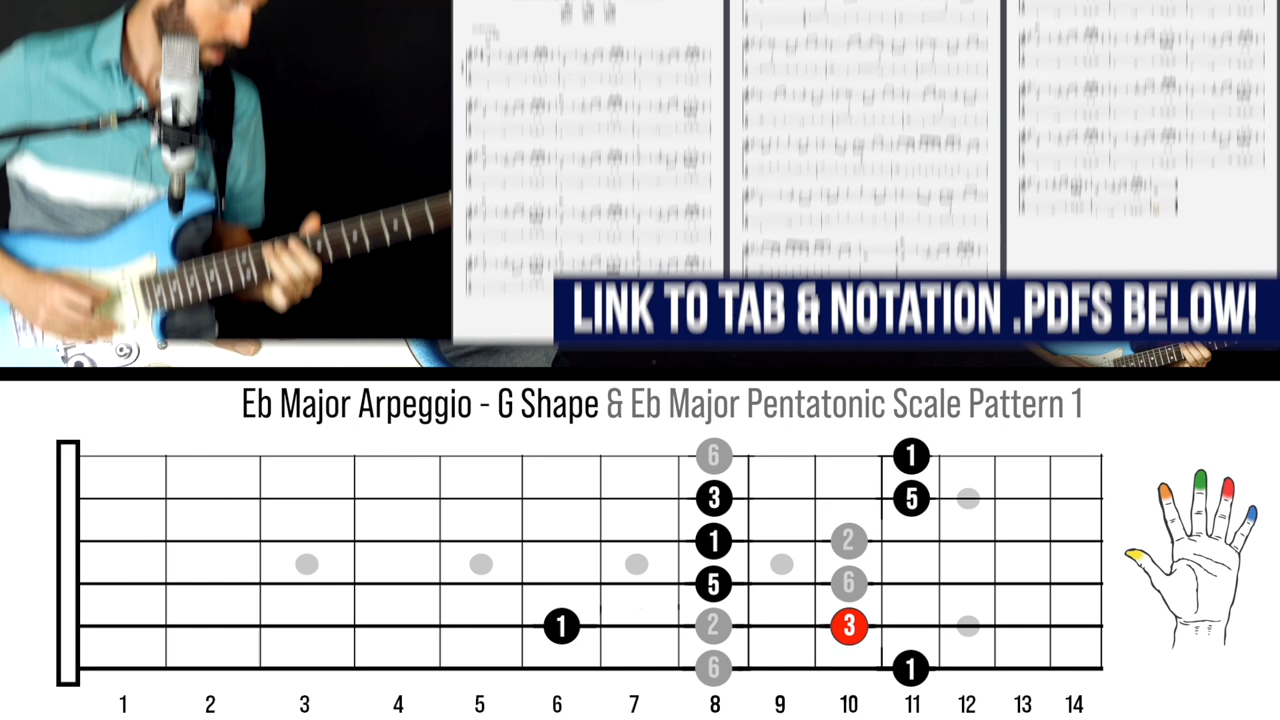 LINK TO TAB & NOTATION .PDFS BELOW!
Eb Major Arpeggio - G Shape & Eb Major Pentatonic Scale Pattern 1
6 1
3 5
1 2
5 6
1 2 3
6 1
1 2 3 4 5 6 7 8 9 10 11 12 13 14